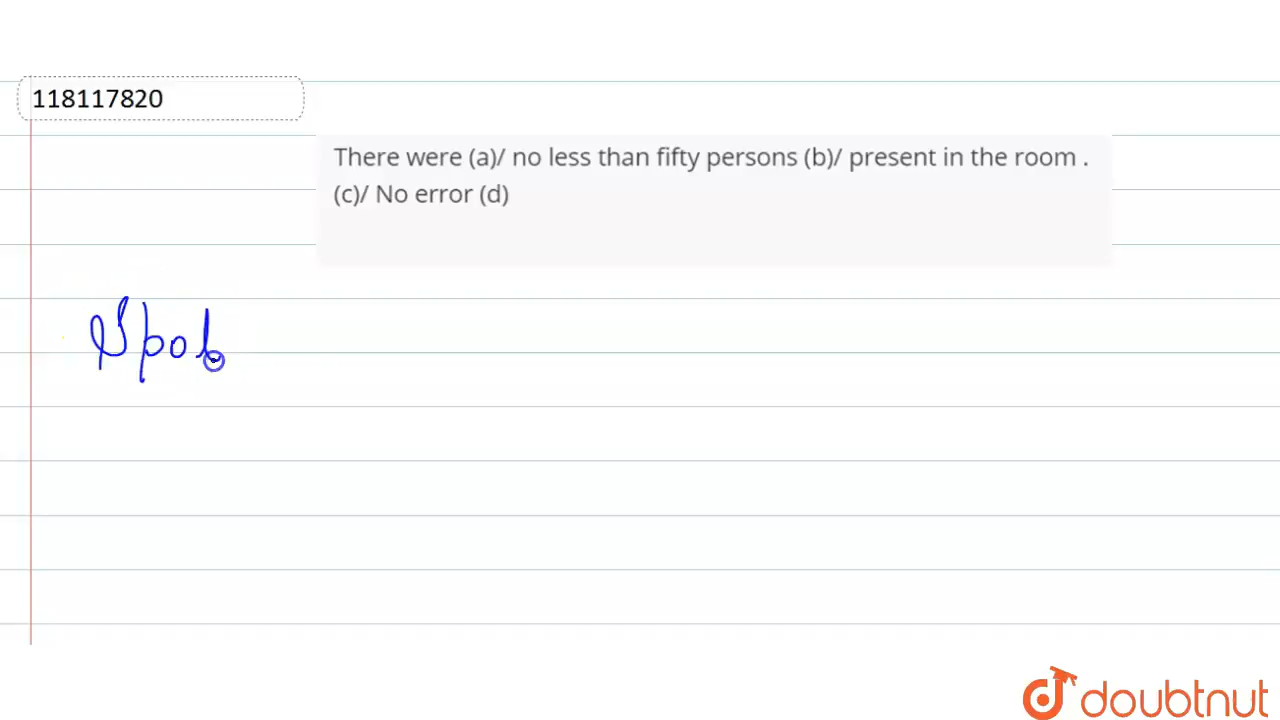 118117820
There were (a)/ no less than fifty persons (b)/ present in the room .
(c)/ No error (d)
doubtnut